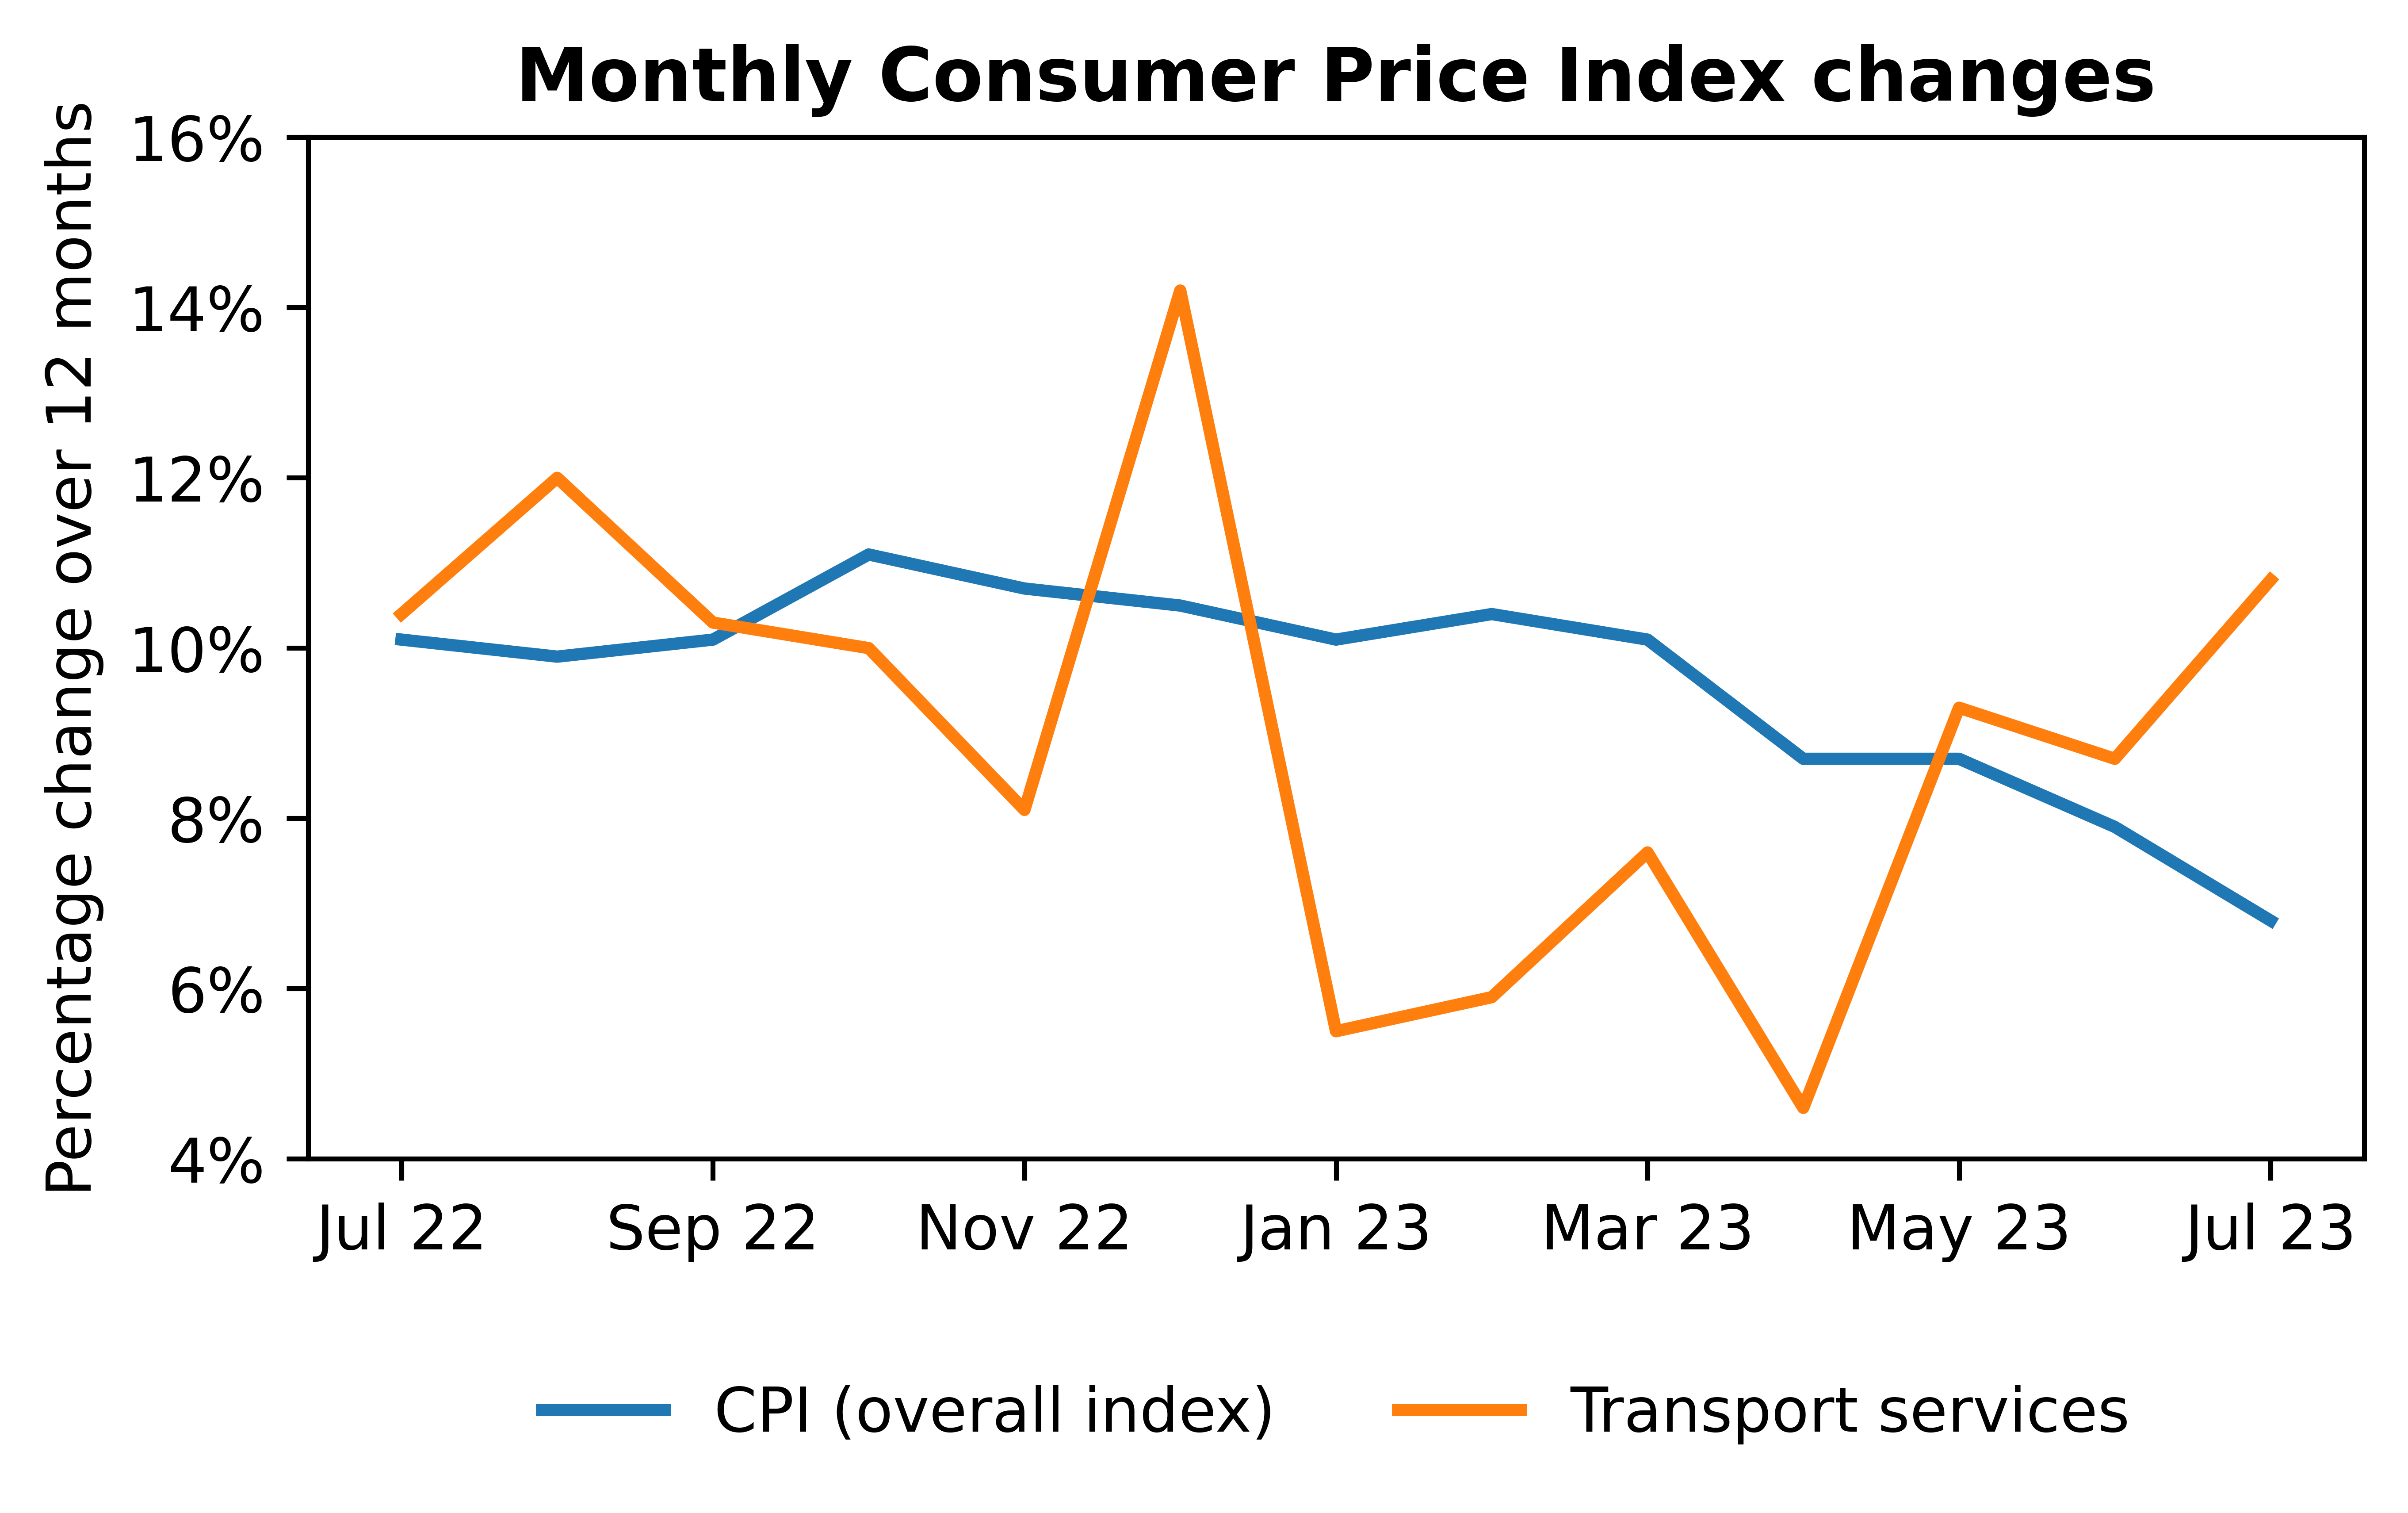 Monthly Consumer Price Index changes
Percentage change over 12 months
16%
14%
12%
10%
8%
6%
4%
Jul 22 Sep 22 Nov 22 Jan 23 Mar 23 May 23 Jul 23
CPI (overall index) Transport services